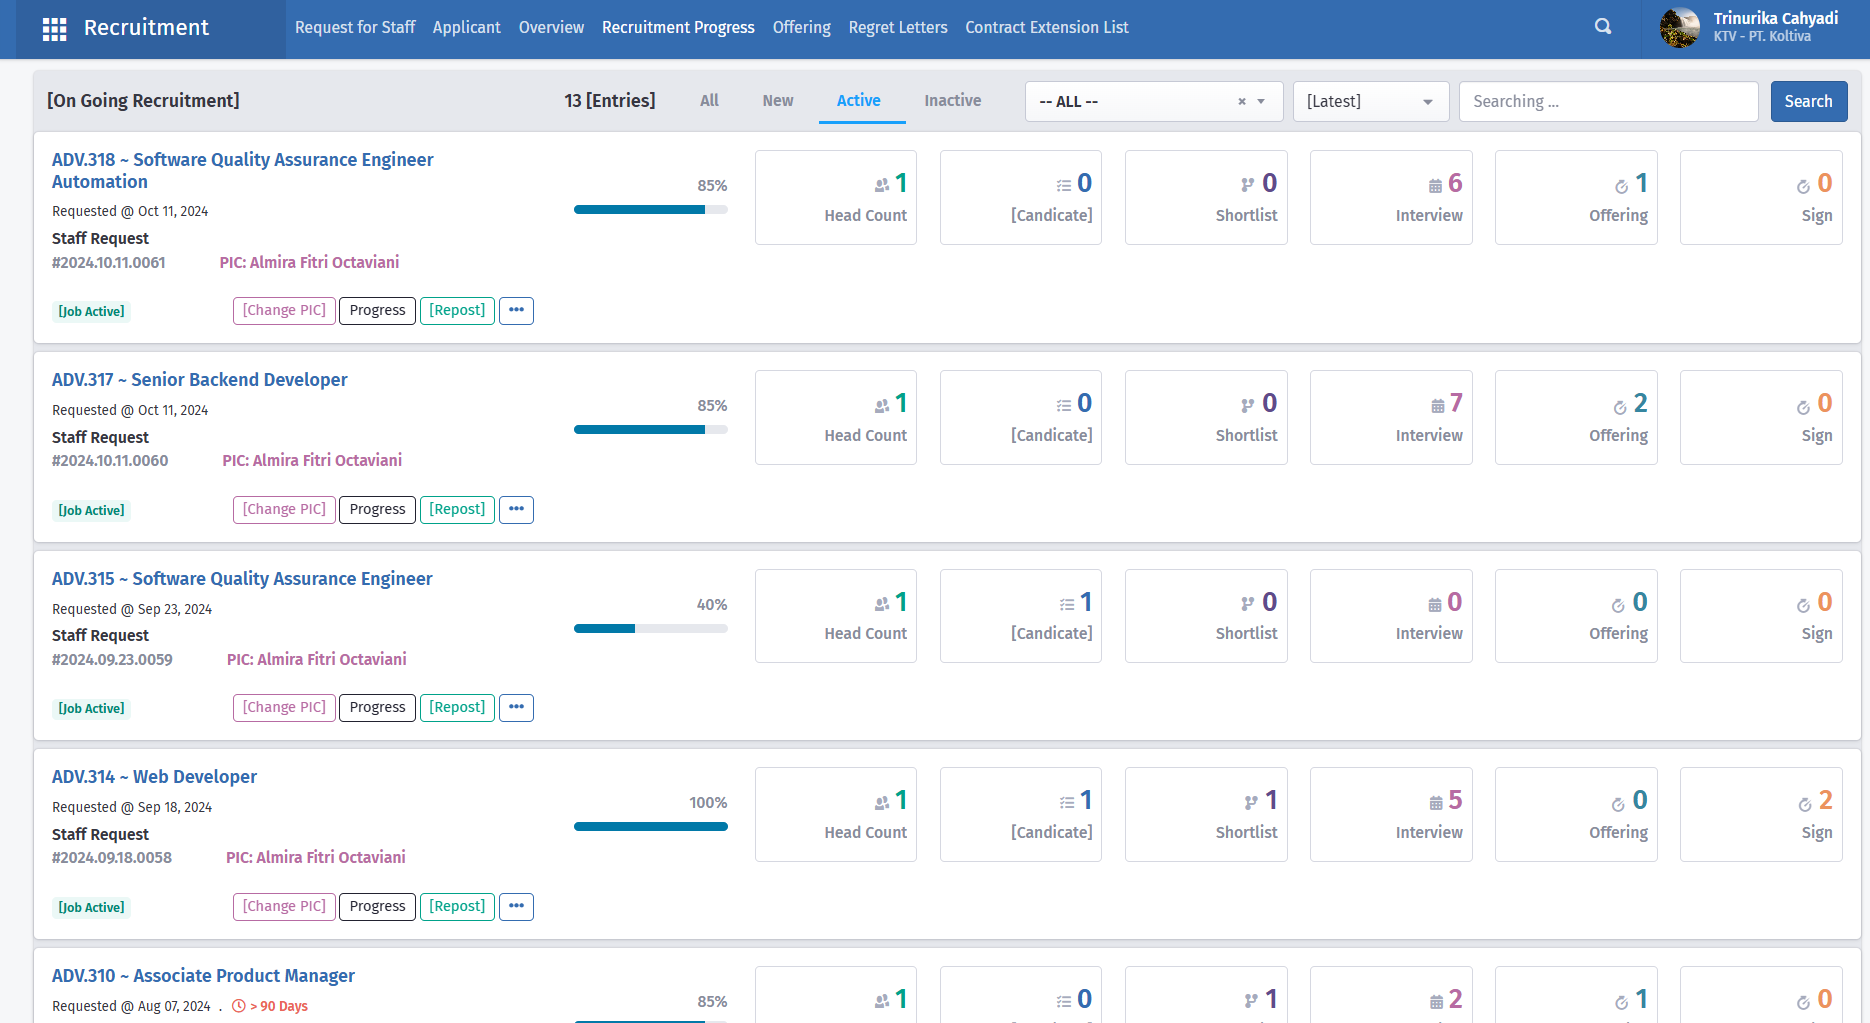 Recruitment
Request for Staff Applicant Overview Recruitment Progress Offering Regret Letters Contract Extension List
Trinurika Cahyadi
KTV - PT. Koltiva
[On Going Recruitment] 13 [Entries] All New Active Inactive -- ALL -- × [Latest] Searching ... Search
ADV.318 ~ Software Quality Assurance Engineer
Automation
Requested @ Oct 11, 2024
Staff Request
#2024.10.11.0061 PIC: Almira Fitri Octaviani
[Job Active] [Change PIC] Progress [Repost] •••
85%
1 0 0 6 1 0
Head Count [Candicate] Shortlist Interview Offering Sign
ADV.317 ~ Senior Backend Developer
Requested @ Oct 11, 2024
Staff Request
#2024.10.11.0060 PIC: Almira Fitri Octaviani
[Job Active] [Change PIC] Progress [Repost] •••
85%
1 0 0 7 2 0
Head Count [Candicate] Shortlist Interview Offering Sign
ADV.315 ~ Software Quality Assurance Engineer
Requested @ Sep 23, 2024
Staff Request
#2024.09.23.0059 PIC: Almira Fitri Octaviani
[Job Active] [Change PIC] Progress [Repost] •••
40%
1 1 0 0 0 0
Head Count [Candicate] Shortlist Interview Offering Sign
ADV.314 ~ Web Developer
Requested @ Sep 18, 2024
Staff Request
#2024.09.18.0058 PIC: Almira Fitri Octaviani
[Job Active] [Change PIC] Progress [Repost] •••
100%
1 1 1 5 0 2
Head Count [Candicate] Shortlist Interview Offering Sign
ADV.310 ~ Associate Product Manager
Requested @ Aug 07, 2024 . > 90 Days
85%
1 0 1 2 1 0